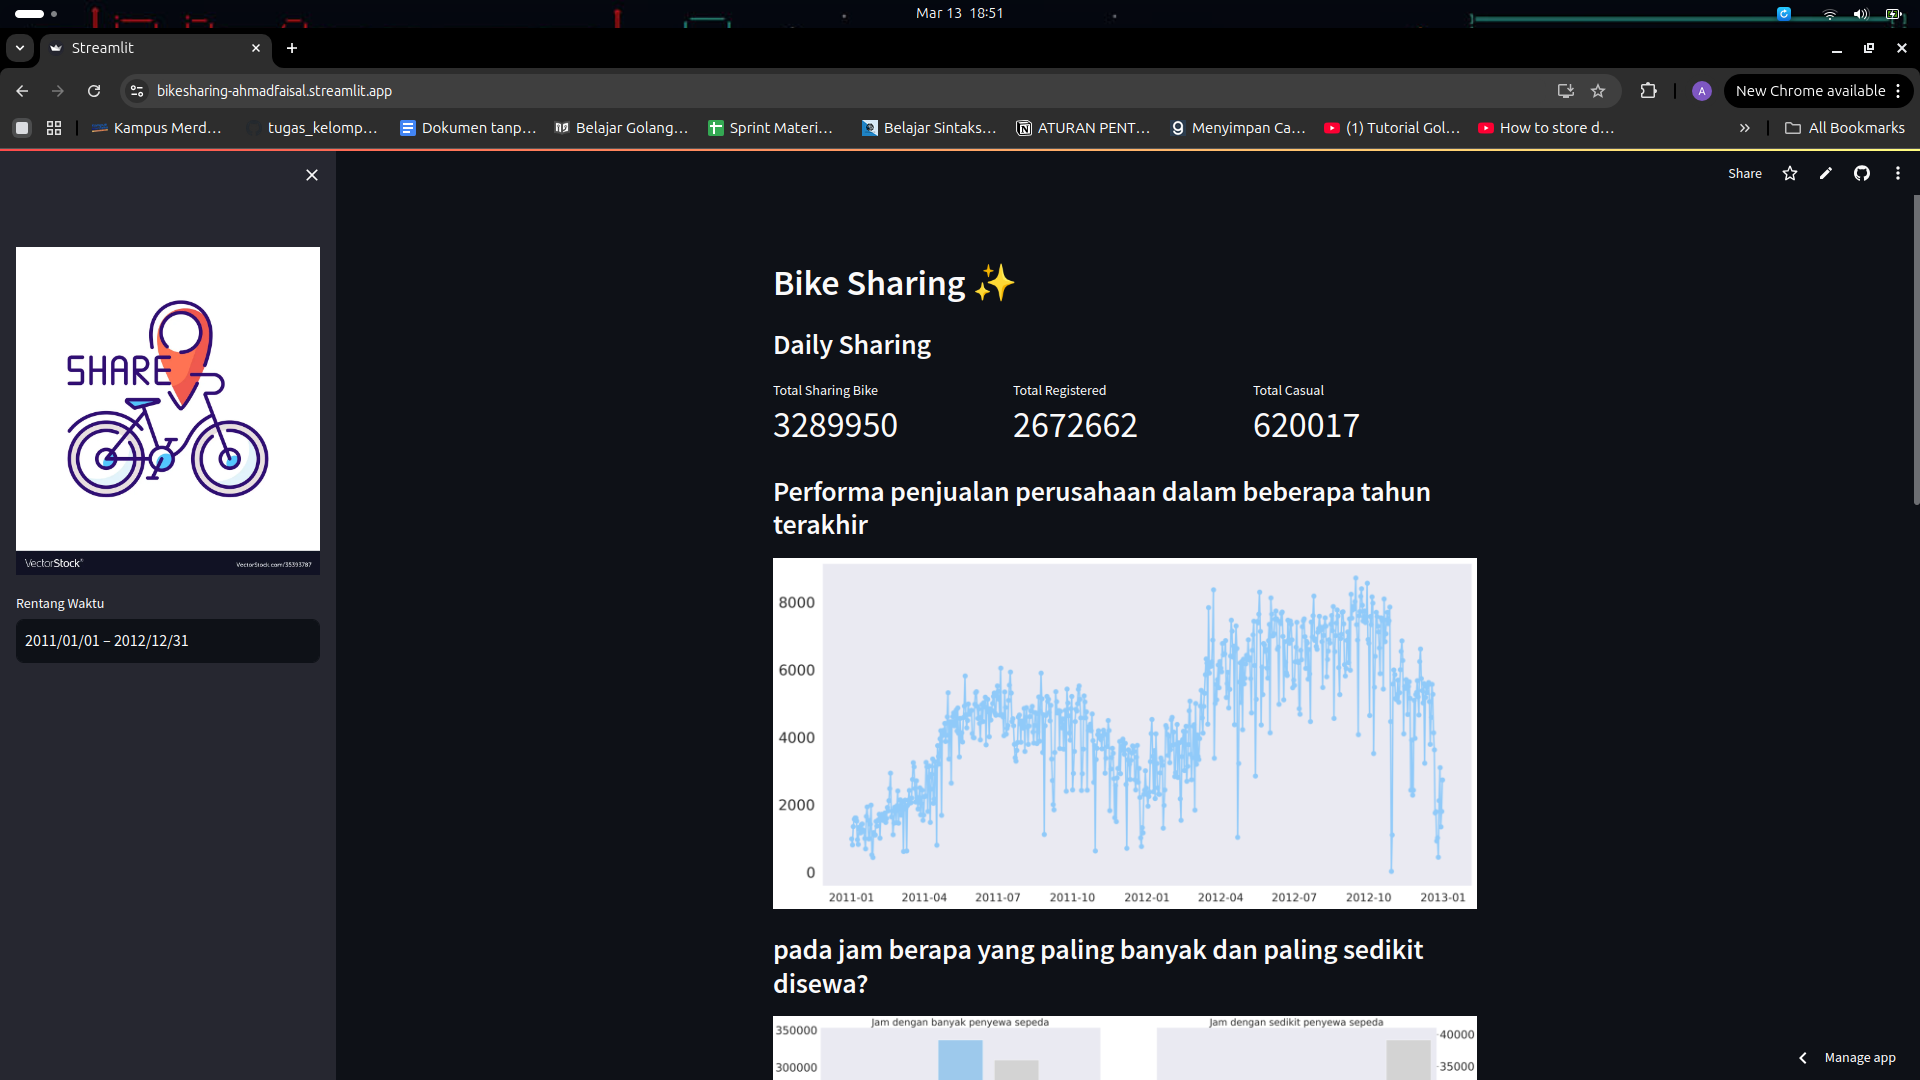 Mar 13 18:51
Streamlit
bikesharing-ahmadfaisal.streamlit.app
A
New Chrome available
Kampus Merd...
tugas_kelomp...
Dokumen tanp...
Belajar Golang...
Sprint Materi...
Belajar Sintaks...
ATURAN PENT...
Menyimpan Ca...
(1) Tutorial Gol...
How to store d...
All Bookmarks
Share
SHARE
VectorStock®
VectorStock.com/35393787
Rentang Waktu
2011/01/01 – 2012/12/31
Bike Sharing ✨
Daily Sharing
Total Sharing Bike
3289950
Total Registered
2672662
Total Casual
620017
Performa penjualan perusahaan dalam beberapa tahun
terakhir
8000
6000
4000
2000
0
2011-01 2011-04 2011-07 2011-10 2012-01 2012-04 2012-07 2012-10 2013-01
pada jam berapa yang paling banyak dan paling sedikit
disewa?
Jam dengan banyak penyewa sepeda
350000
300000
Jam dengan sedikit penyewa sepeda
40000
35000
Manage app